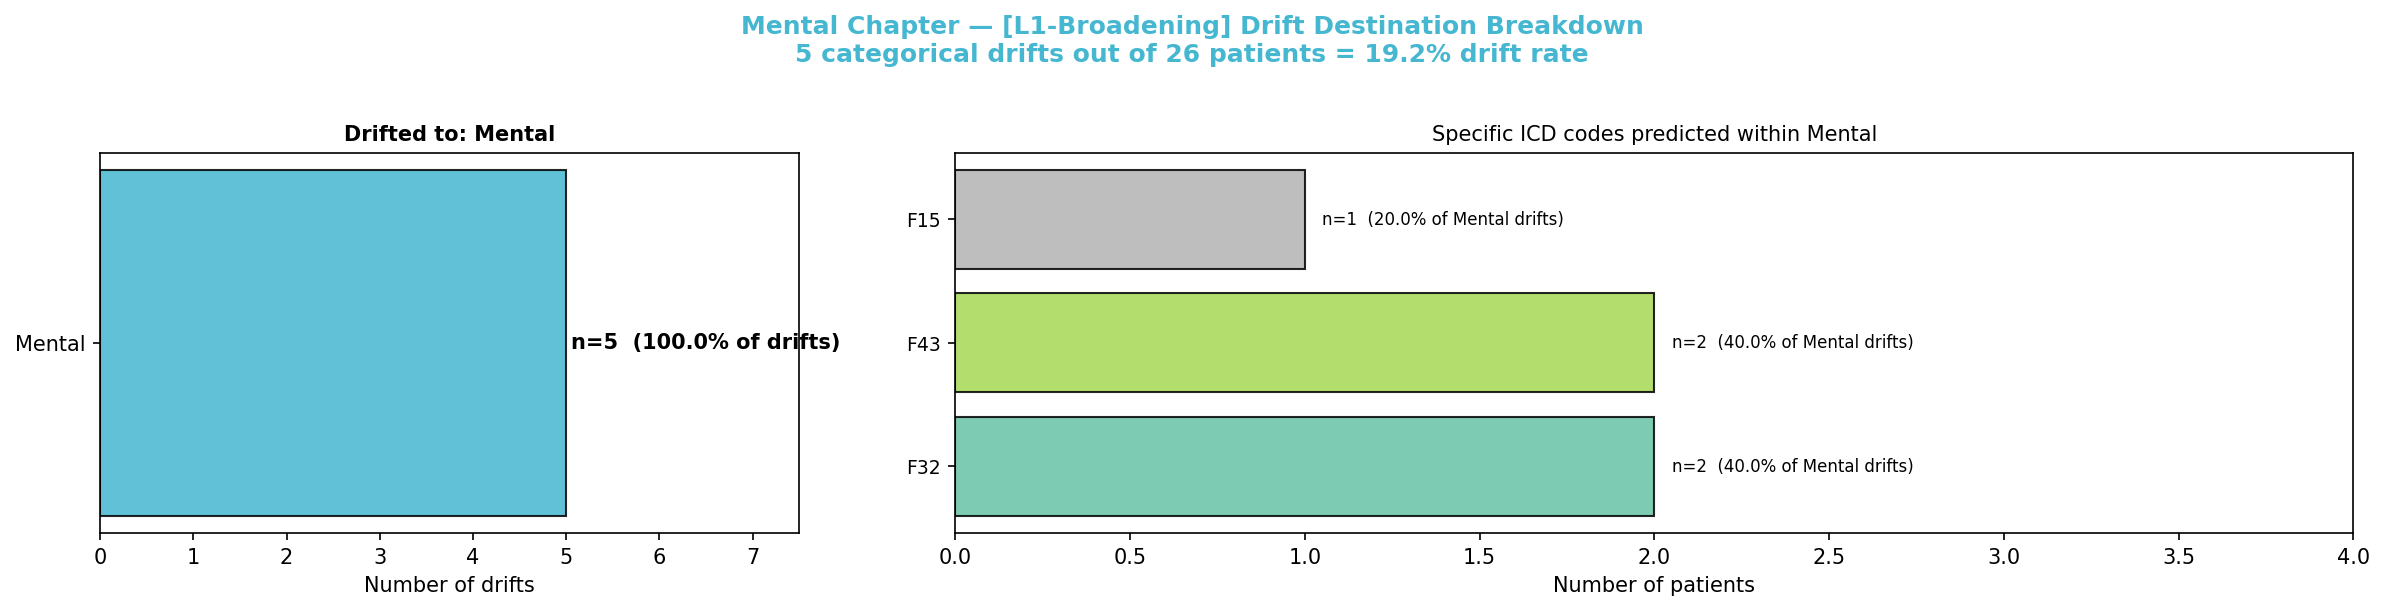 Mental Chapter — [L1-Broadening] Drift Destination Breakdown
5 categorical drifts out of 26 patients = 19.2% drift rate
Drifted to: Mental
Mental
n=5  (100.0% of drifts)
0 1 2 3 4 5 6 7
Number of drifts
Specific ICD codes predicted within Mental
F15
n=1  (20.0% of Mental drifts)
F43
n=2  (40.0% of Mental drifts)
F32
n=2  (40.0% of Mental drifts)
0.0 0.5 1.0 1.5 2.0 2.5 3.0 3.5 4.0
Number of patients